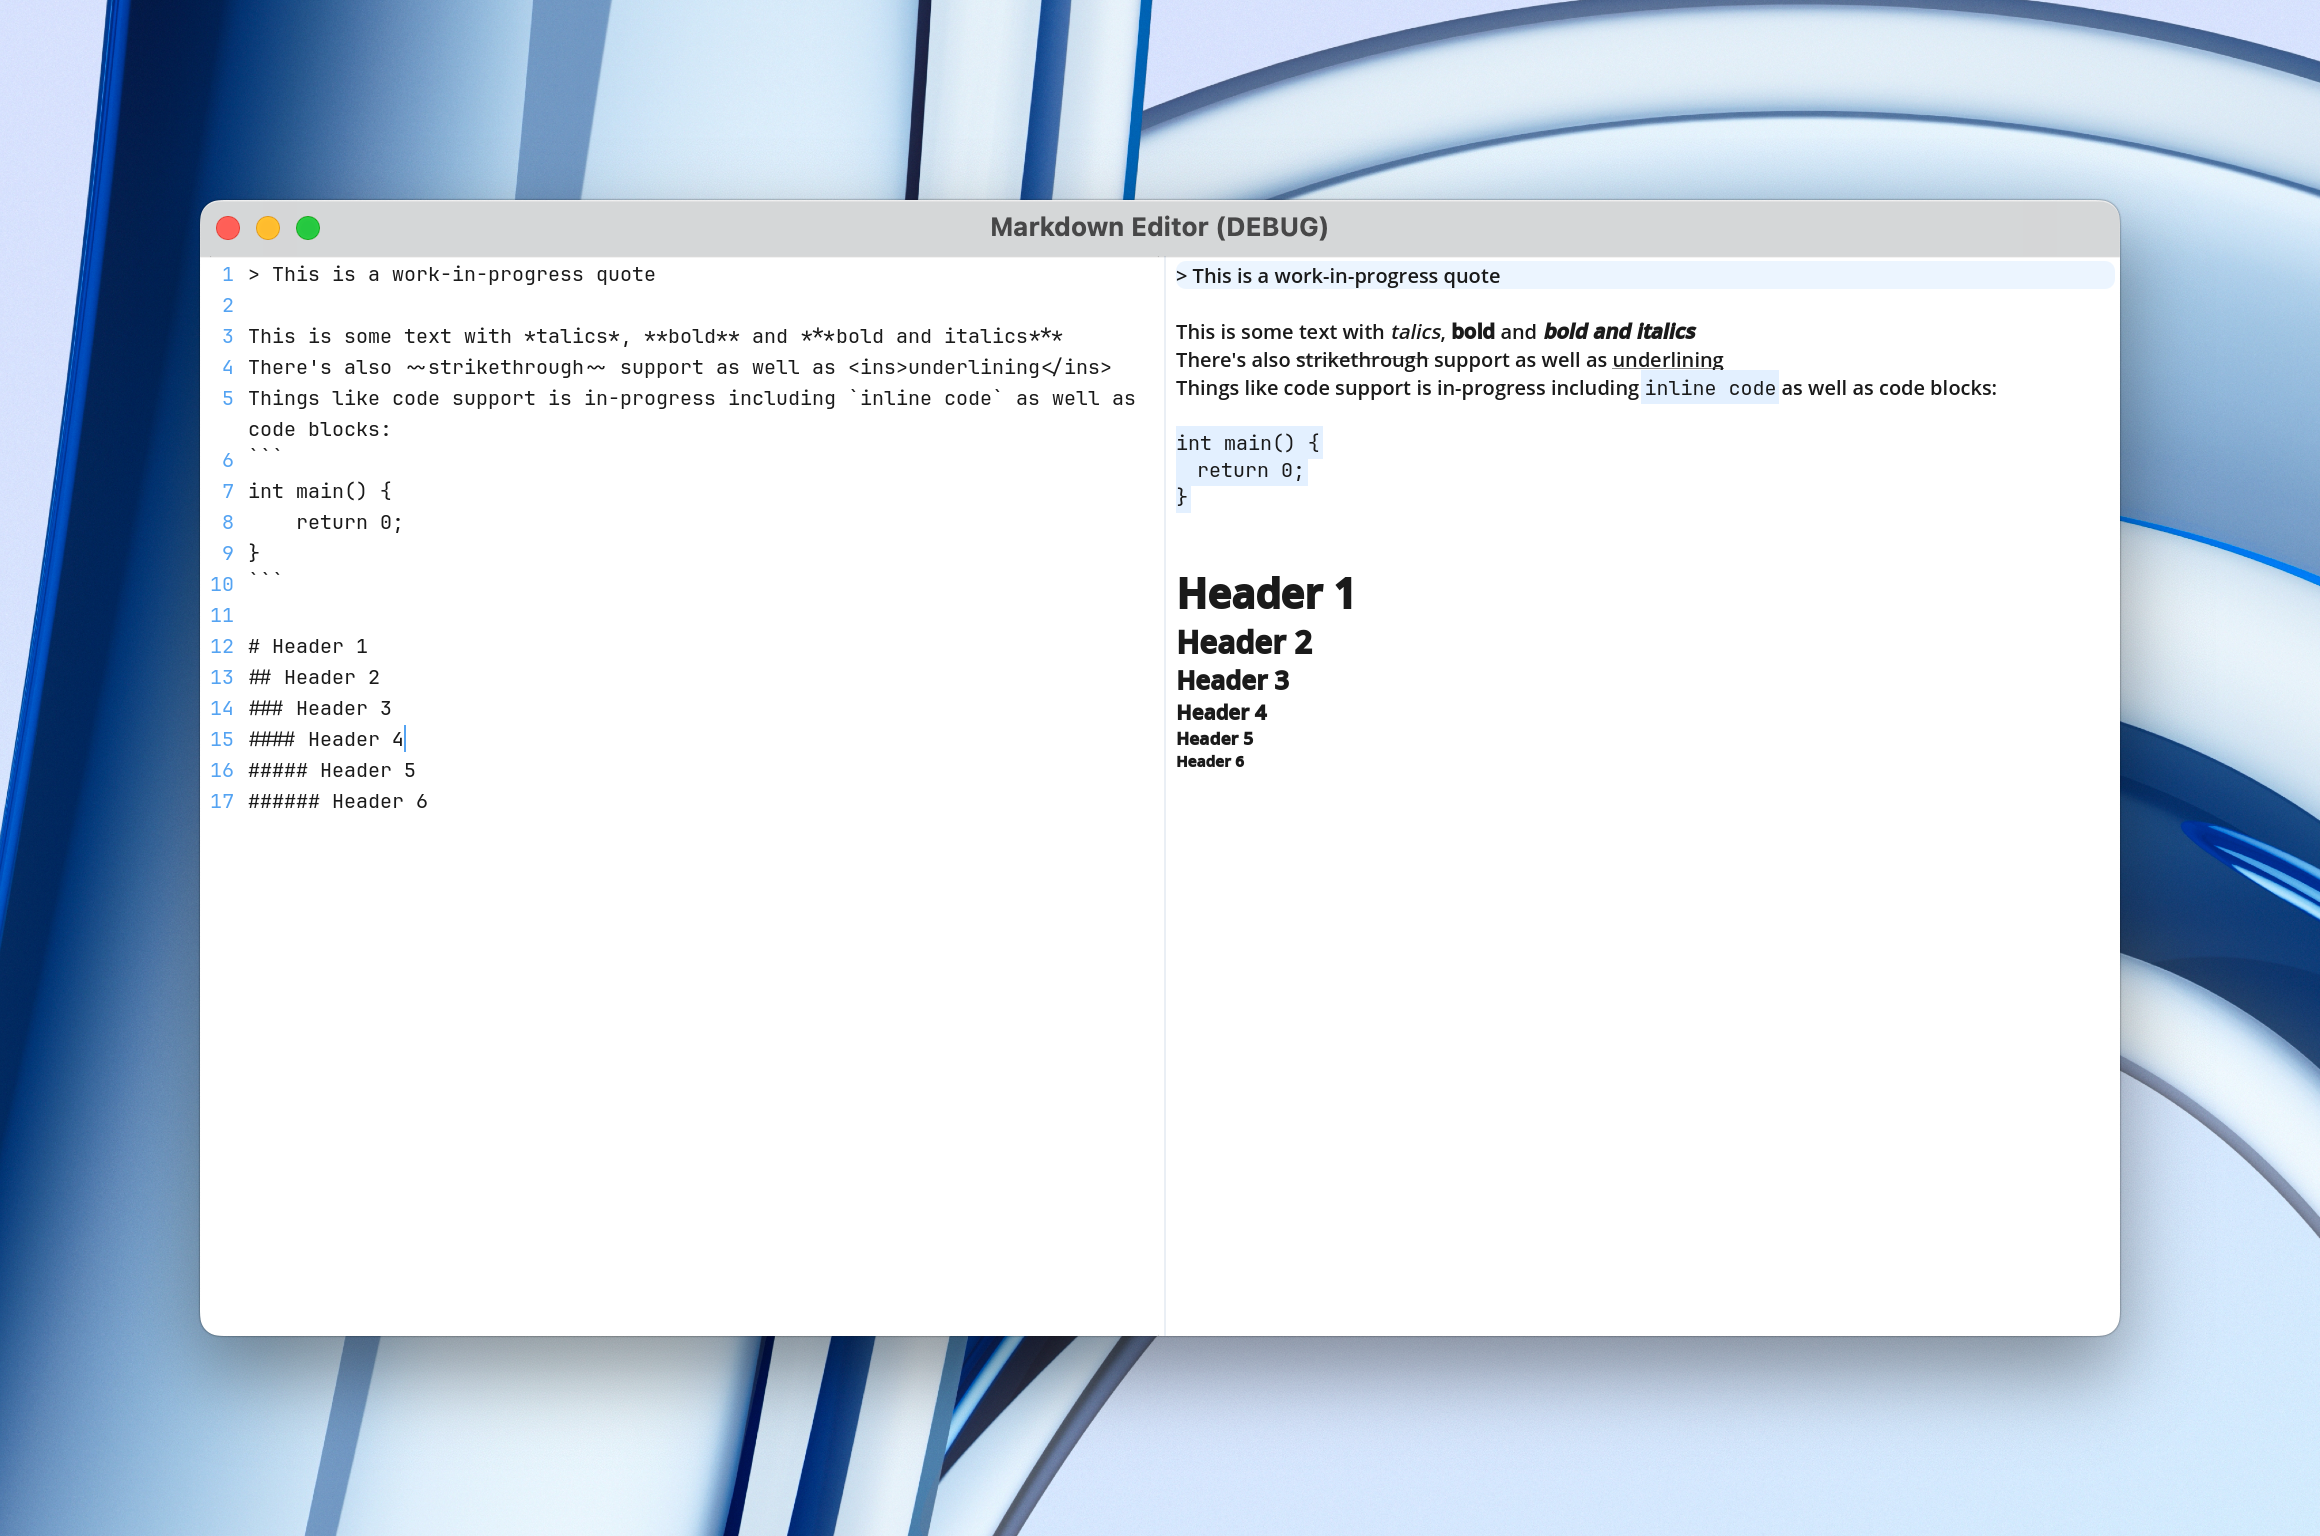 Markdown Editor (DEBUG)
1 > This is a work-in-progress quote
2
3 This is some text with *talics*, **bold** and ***bold and italics***
4 There's also ~~strikethrough~~ support as well as <ins>underlining</ins>
5 Things like code support is in-progress including `inline code` as well as
code blocks:
6 ```
7 int main() {
8     return 0;
9 }
10 ```
11
12 # Header 1
13 ## Header 2
14 ### Header 3
15 #### Header 4
16 ##### Header 5
17 ###### Header 6
> This is a work-in-progress quote
This is some text with talics, bold and bold and italics
There's also strikethrough support as well as underlining
Things like code support is in-progress including inline code as well as code blocks:
int main() {
  return 0;
}
Header 1
Header 2
Header 3
Header 4
Header 5
Header 6